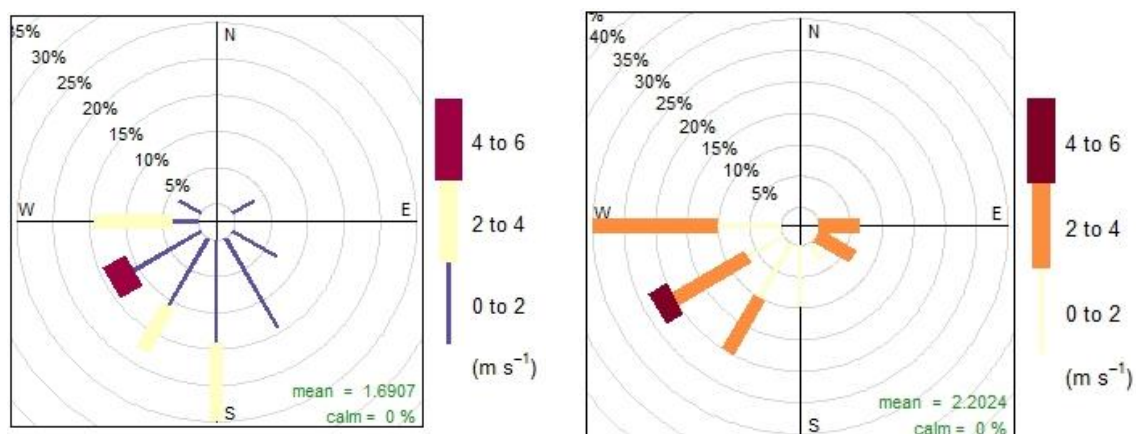 35%
30%
25%
20%
15%
10%
5%
N
W
E
S
mean = 1.6907
calm = 0 %
4 to 6
2 to 4
0 to 2
(m s⁻¹)
%
40%
35%
30%
25%
20%
15%
10%
5%
N
W
E
S
mean = 2.2024
calm = 0 %
4 to 6
2 to 4
0 to 2
(m s⁻¹)